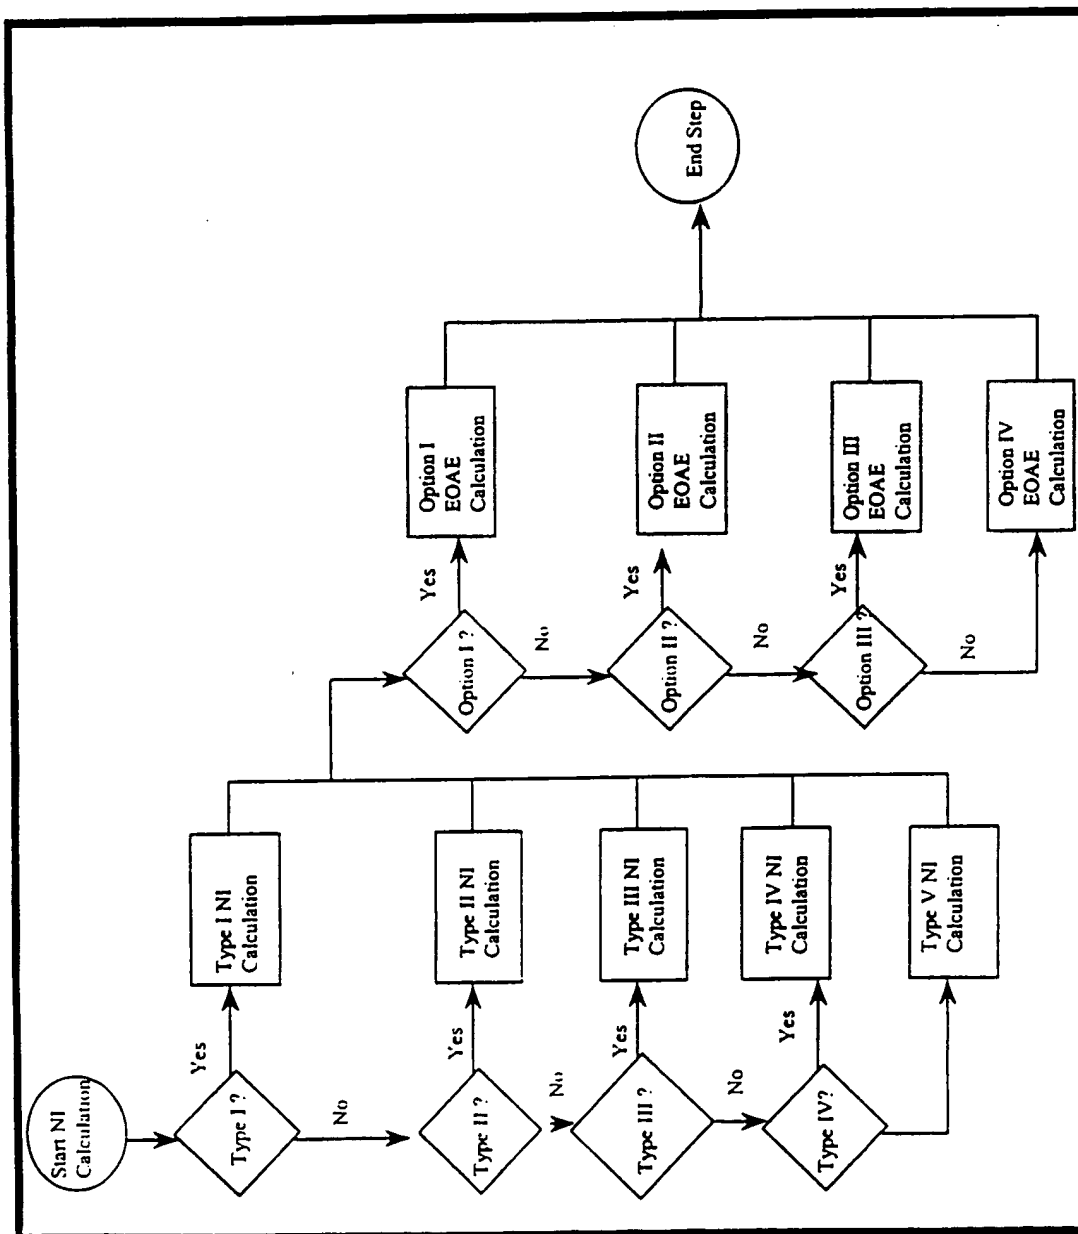 Start NI
Calculation
Type I ?
Yes
Type I NI
Calculation
No
Type II ?
Yes
Type II NI
Calculation
No
Type III ?
Yes
Type III NI
Calculation
No
Type IV?
Yes
Type IV NI
Calculation
Type V NI
Calculation
Option I ?
Yes
Option I
EOAE
Calculation
No
Option II ?
Yes
Option II
EOAE
Calculation
No
Option III ?
Yes
Option III
EOAE
Calculation
No
Option IV
EOAE
Calculation
End Step